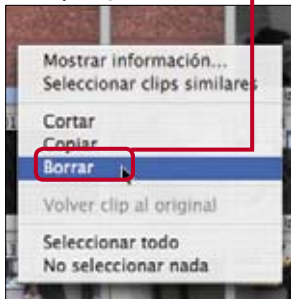 Mostrar información...
Seleccionar clips similares
Cortar
Copiar
Borrar
Volver clip al original
Seleccionar todo
No seleccionar nada